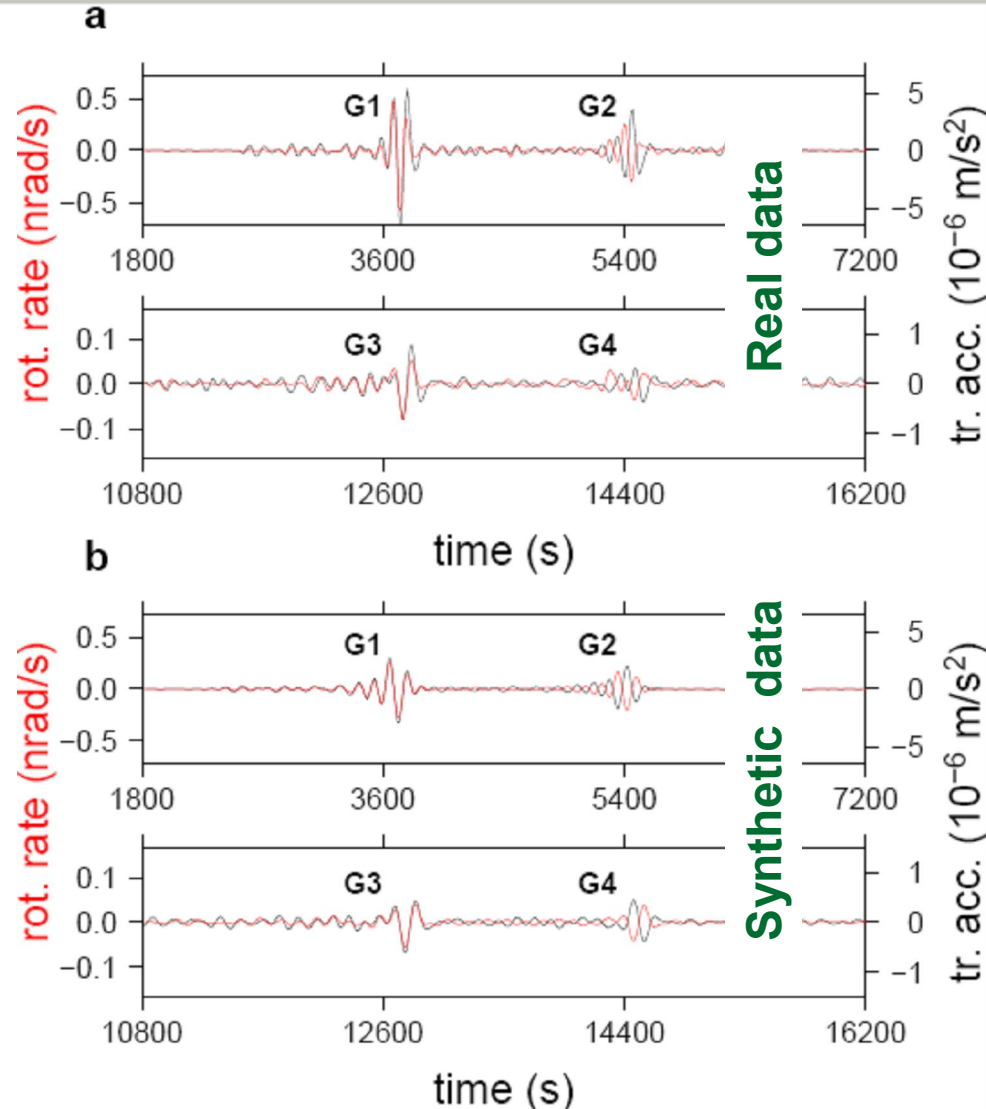 a
rot. rate (nrad/s)
tr. acc. (10⁻⁶ m/s²)
G1 G2
0.5
0.0
−0.5
5
0
−5
1800 3600 5400 7200
G3 G4
0.1
0.0
−0.1
1
0
−1
10800 12600 14400 16200
time (s)
Real data
b
rot. rate (nrad/s)
tr. acc. (10⁻⁶ m/s²)
G1 G2
0.5
0.0
−0.5
5
0
−5
1800 3600 5400 7200
G3 G4
0.1
0.0
−0.1
1
0
−1
10800 12600 14400 16200
time (s)
Synthetic data